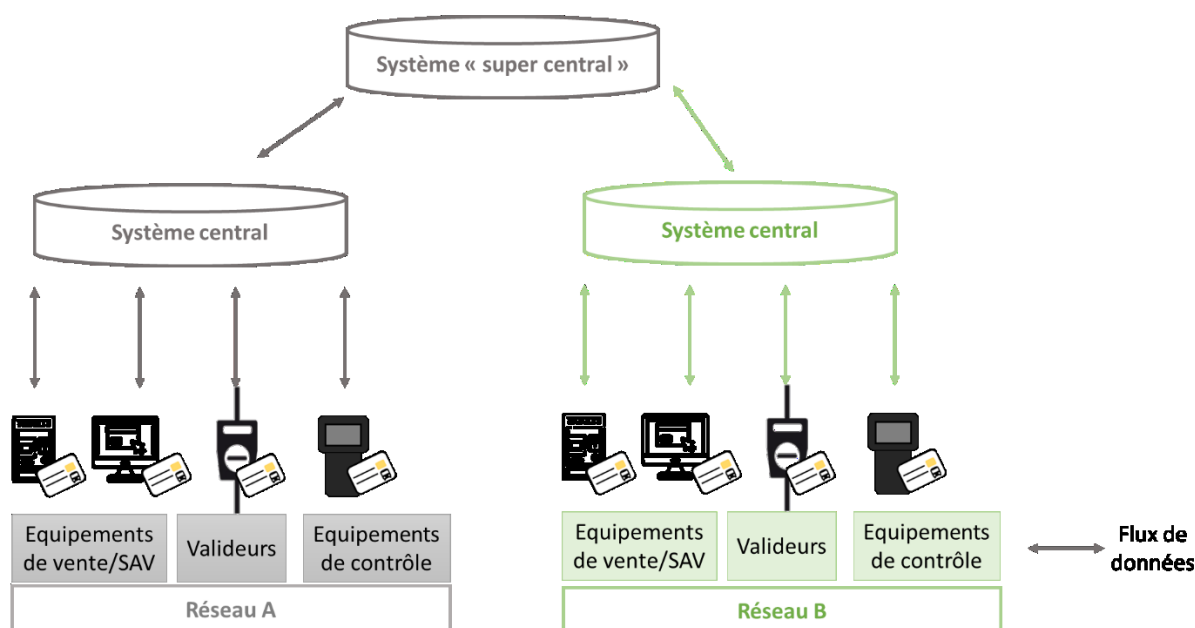 Système « super central »
Système central
Système central
Equipements
de vente/SAV
Valideurs
Equipements
de contrôle
Réseau A
Equipements
de vente/SAV
Valideurs
Equipements
de contrôle
Réseau B
Flux de
données